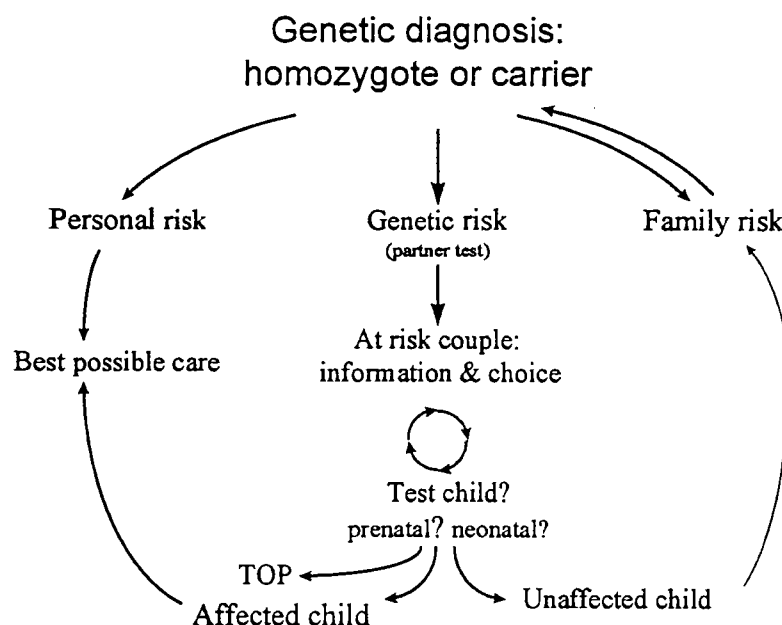 Genetic diagnosis:
homozygote or carrier
Personal risk
Genetic risk
(partner test)
Family risk
At risk couple:
information & choice
Best possible care
Test child?
prenatal? neonatal?
TOP
Affected child
Unaffected child